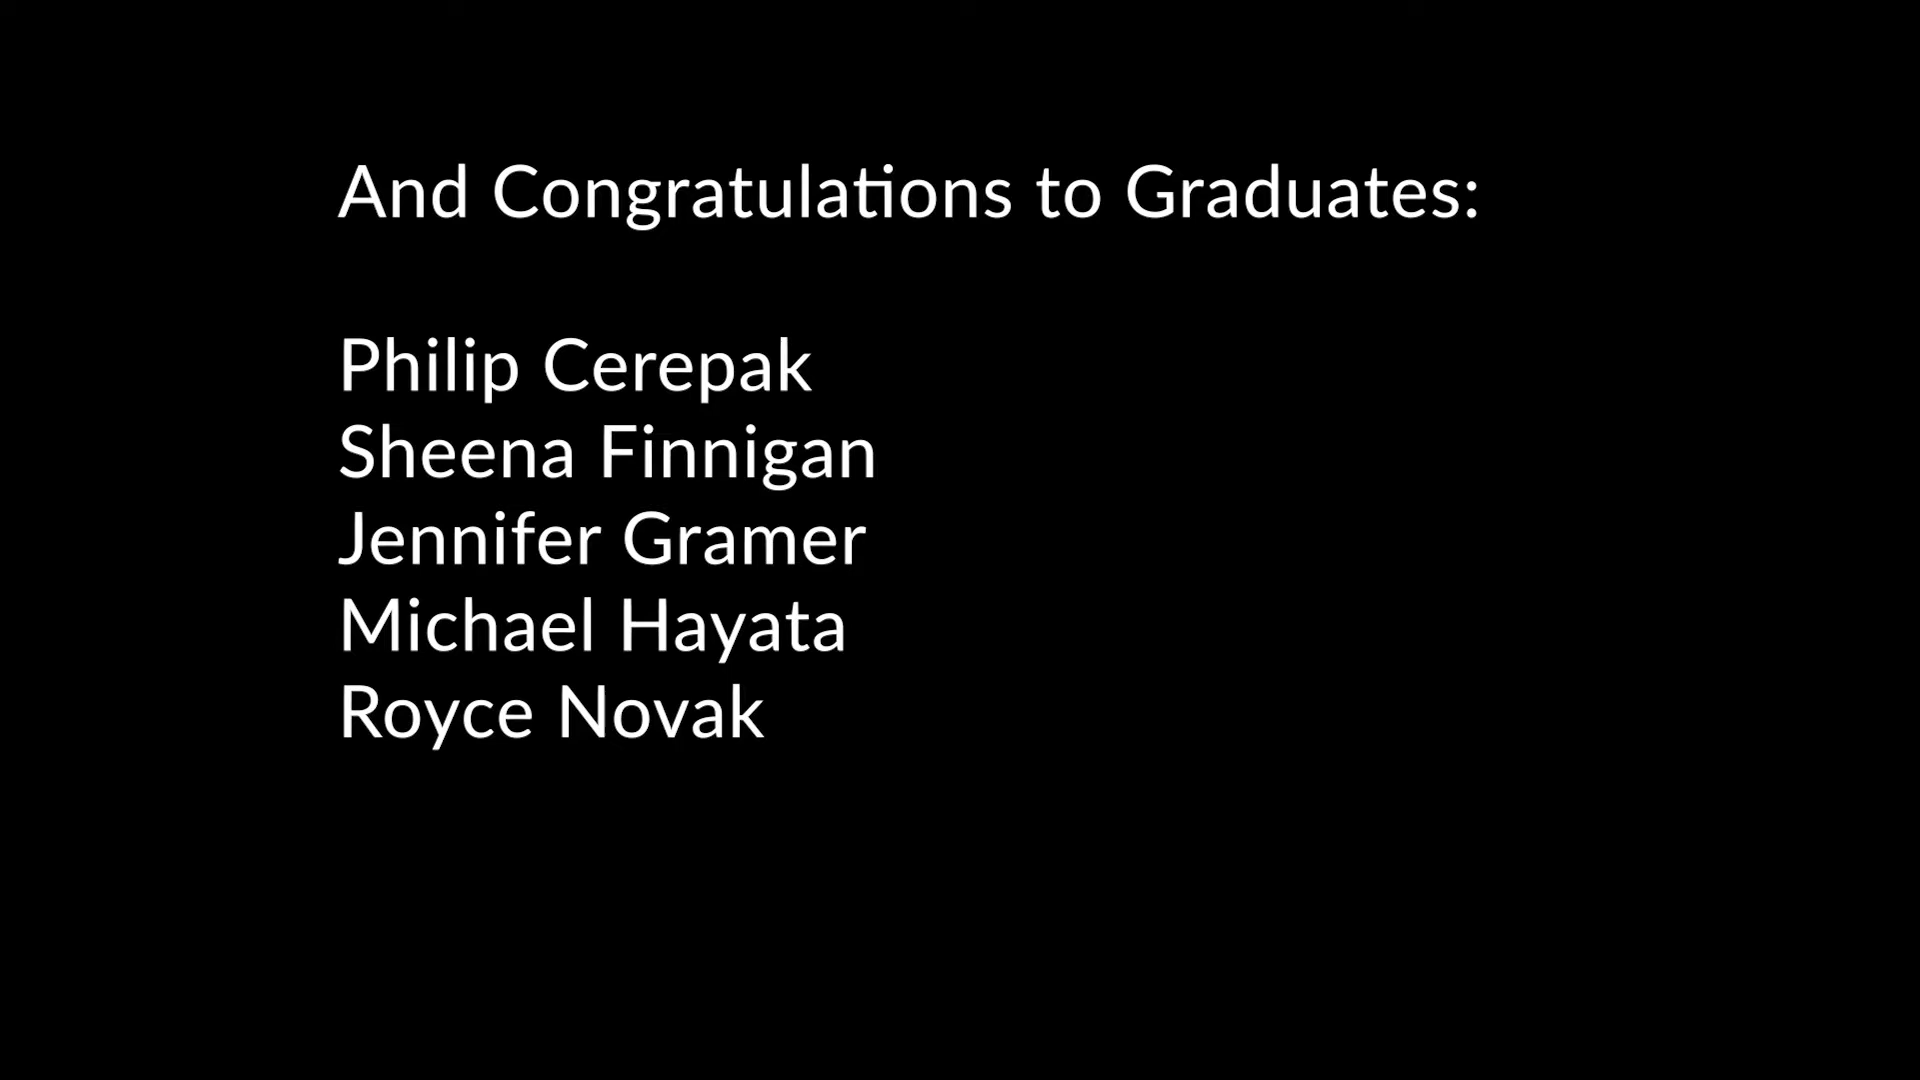 And Congratulations to Graduates:
Philip Cerepak
Sheena Finnigan
Jennifer Gramer
Michael Hayata
Royce Novak